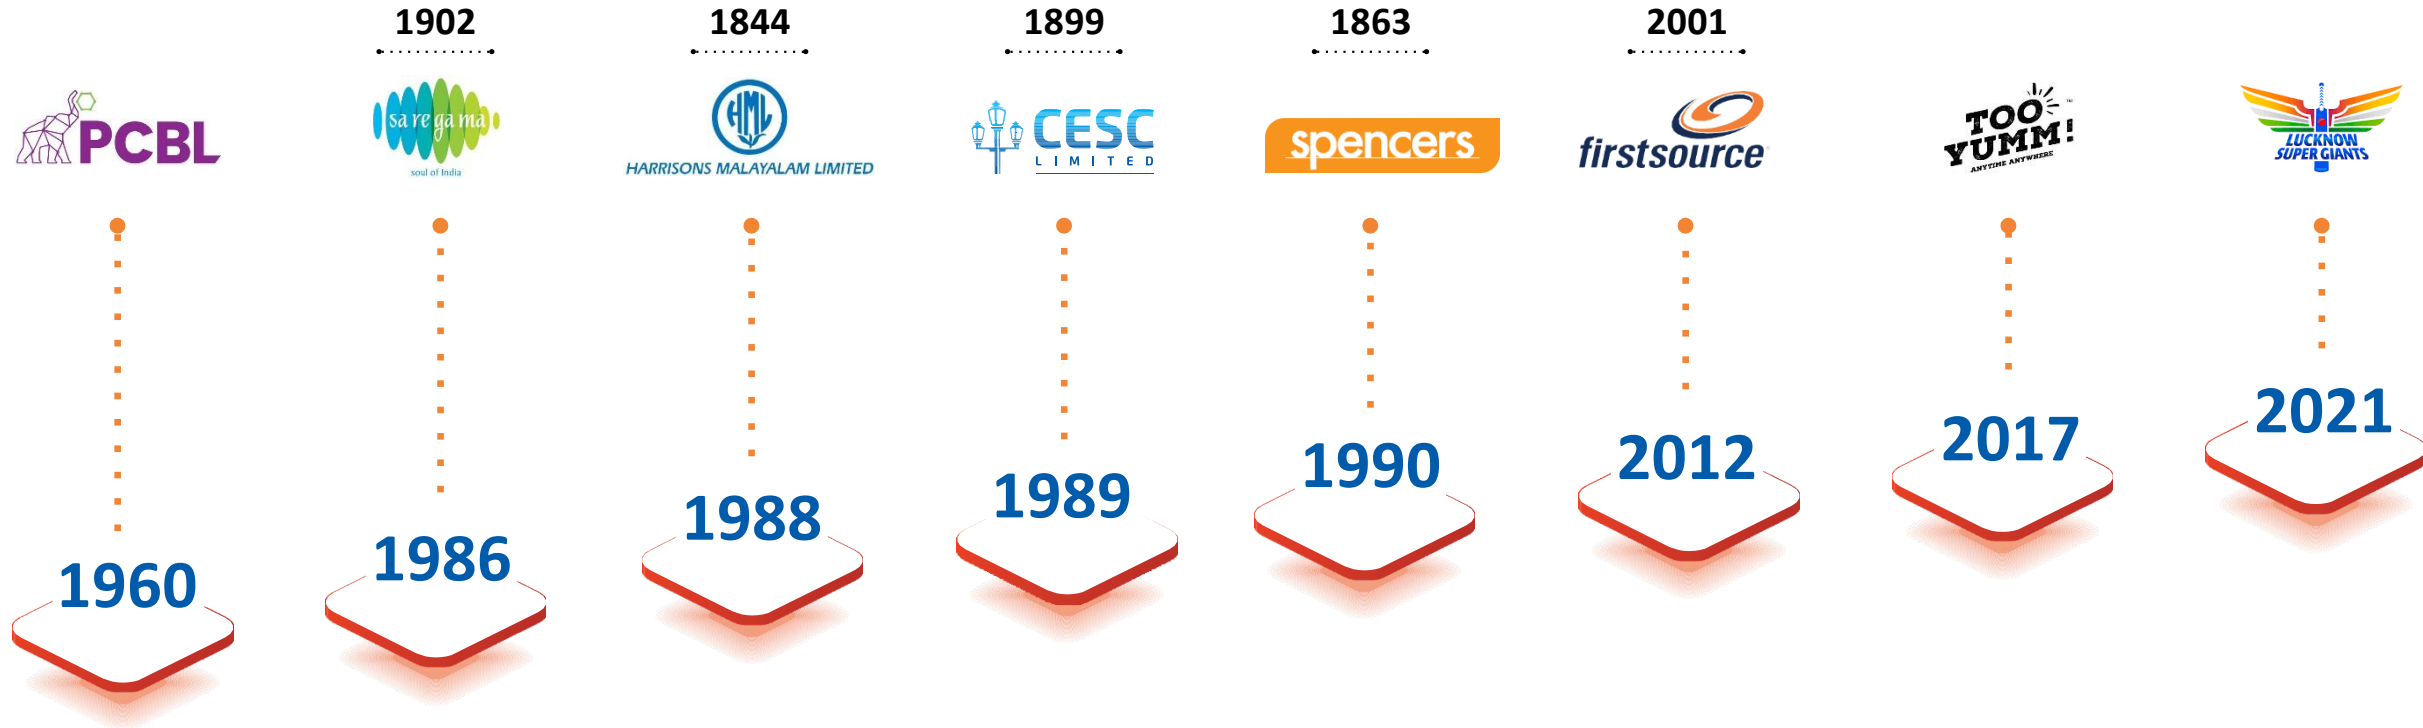 1902
1844
1899
1863
2001
PCBL
sa re ga ma
soul of India
HML
HARRISONS MALAYALAM LIMITED
CESC
LIMITED
spencers
firstsource
TOO
YUMM!
ANYTIME ANYWHERE
LUCKNOW
SUPER GIANTS
1960
1986
1988
1989
1990
2012
2017
2021